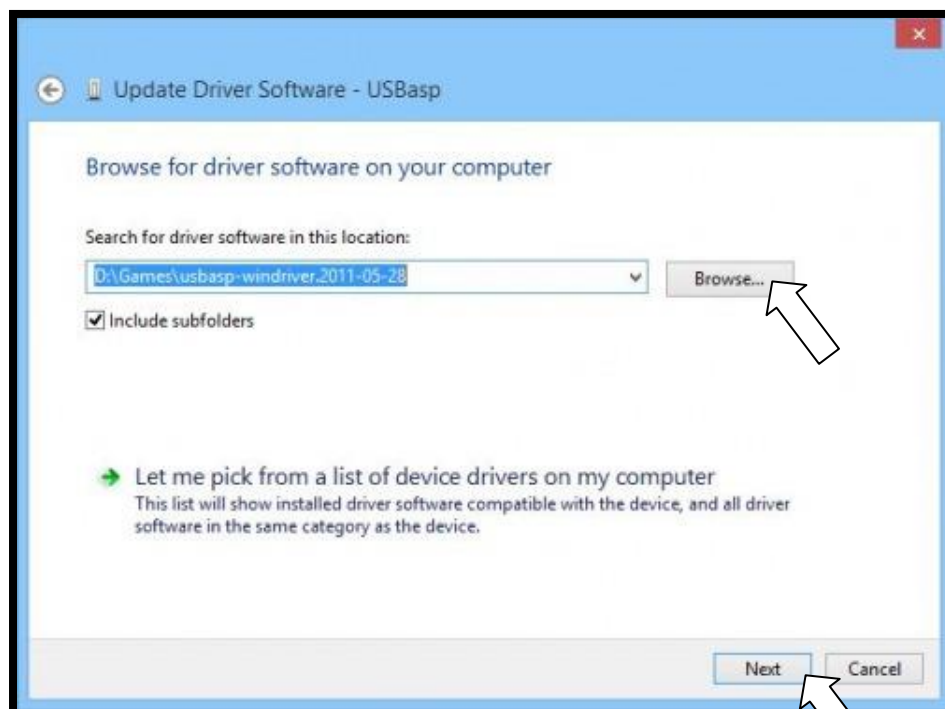 Update Driver Software - USBasp
Browse for driver software on your computer
Search for driver software in this location:
D:\Games\usbasp-windriver.2011-05-28
Browse...
Include subfolders
Let me pick from a list of device drivers on my computer
This list will show installed driver software compatible with the device, and all driver
software in the same category as the device.
Next
Cancel